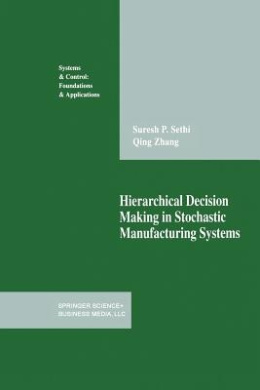 Systems
& Control:
Foundations
& Applications
Suresh P. Sethi
Qing Zhang
Hierarchical Decision
Making in Stochastic
Manufacturing Systems
SPRINGER SCIENCE+
BUSINESS MEDIA, LLC